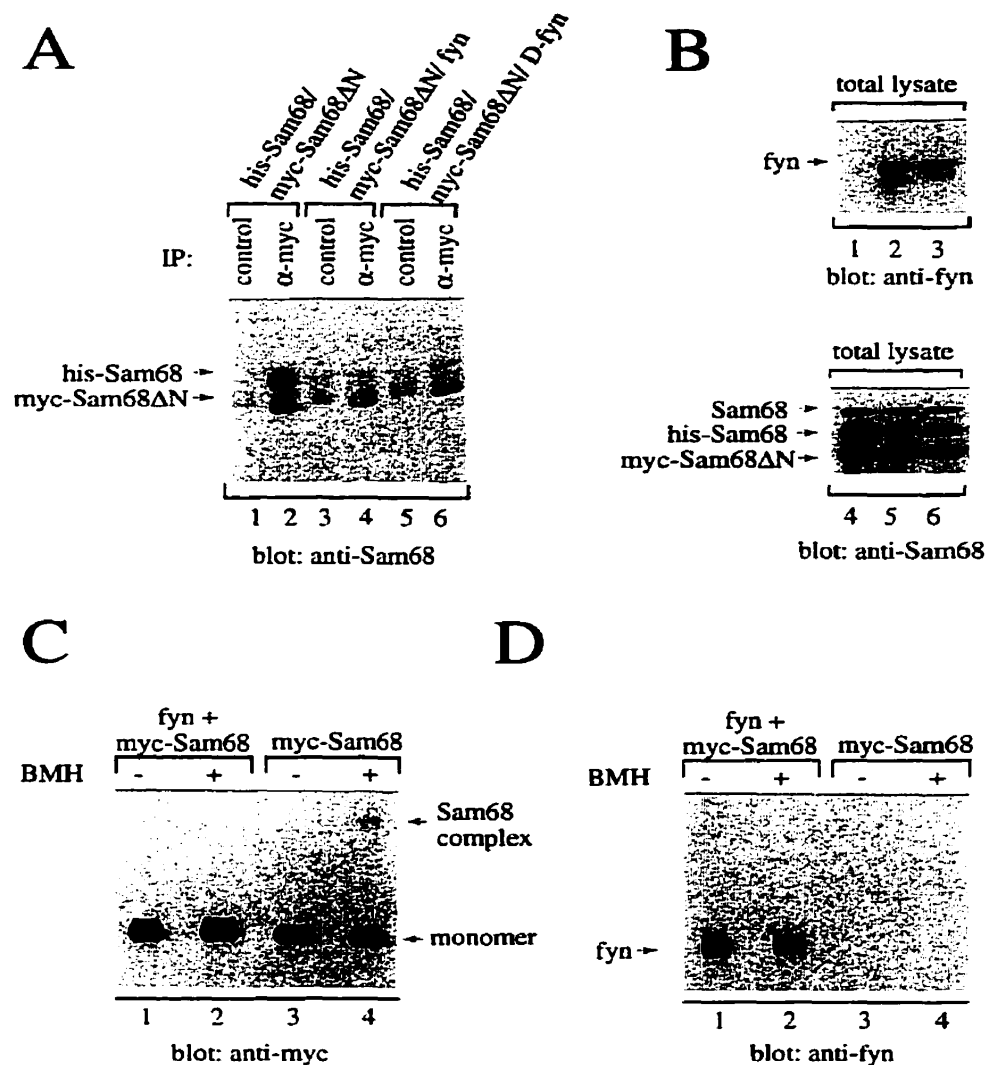 A
his-Sam68/
myc-Sam68ΔN
his-Sam68/
myc-Sam68ΔN/ fyn
his-Sam68/
myc-Sam68ΔN/ D-fyn
IP:
control
α-myc
control
α-myc
control
α-myc
his-Sam68
myc-Sam68ΔN
1 2 3 4 5 6
blot: anti-Sam68
B
total lysate
fyn
1 2 3
blot: anti-fyn
total lysate
Sam68
his-Sam68
myc-Sam68ΔN
4 5 6
blot: anti-Sam68
C
fyn +
myc-Sam68 myc-Sam68
BMH - + - +
Sam68
complex
monomer
1 2 3 4
blot: anti-myc
D
fyn +
myc-Sam68 myc-Sam68
BMH - + - +
fyn
1 2 3 4
blot: anti-fyn